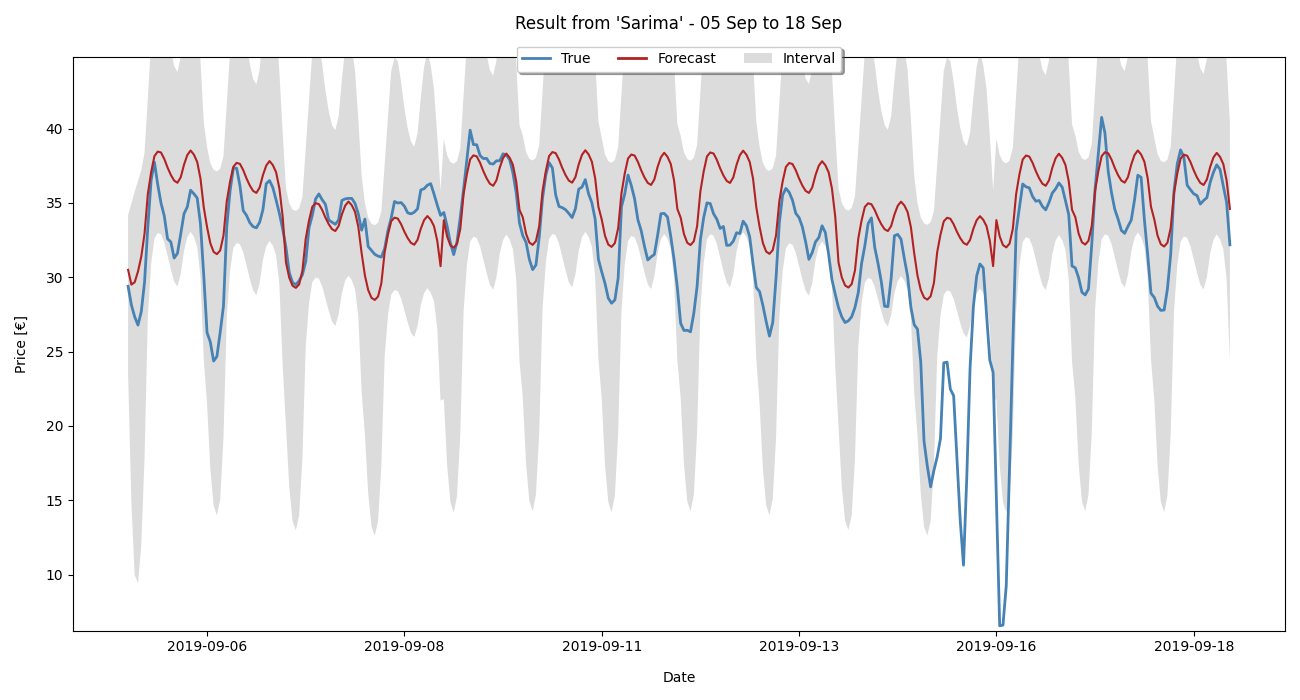 Result from 'Sarima' - 05 Sep to 18 Sep
True Forecast Interval
40
35
30
25
20
15
10
Price [€]
2019-09-06 2019-09-08 2019-09-11 2019-09-13 2019-09-16 2019-09-18
Date